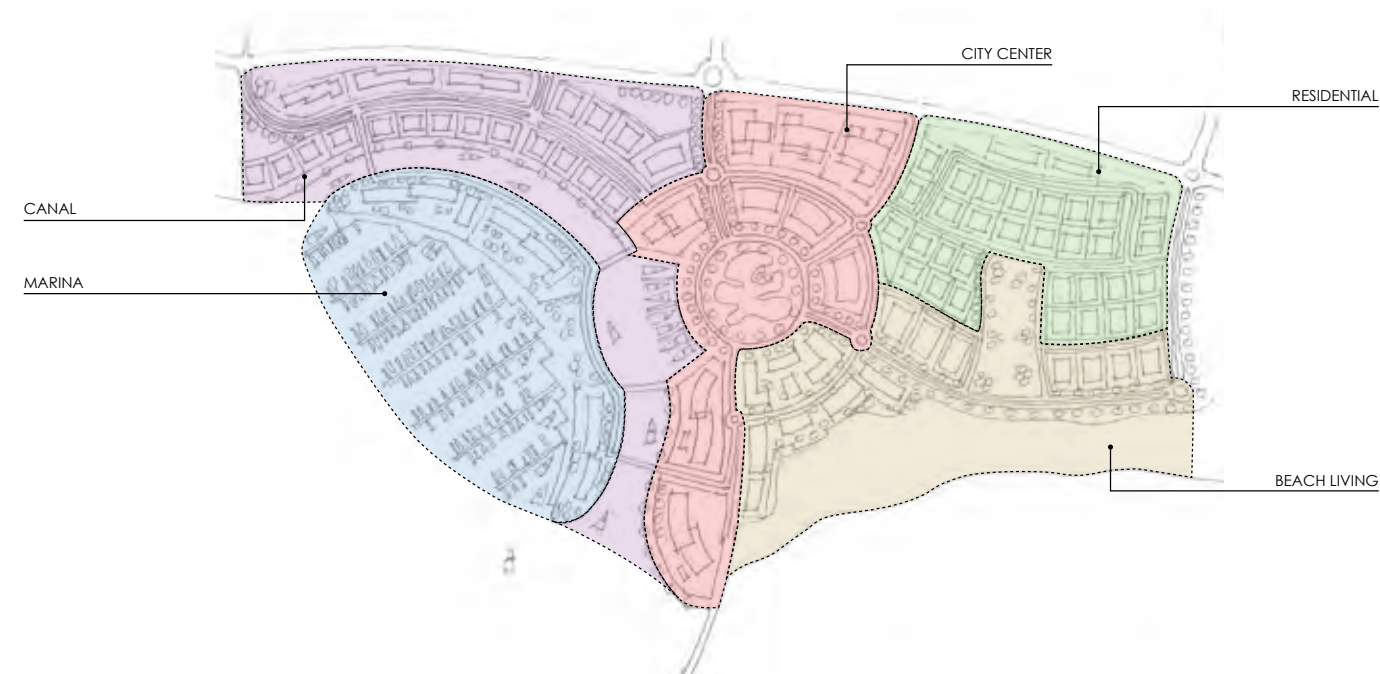 CITY CENTER
RESIDENTIAL
CANAL
MARINA
BEACH LIVING